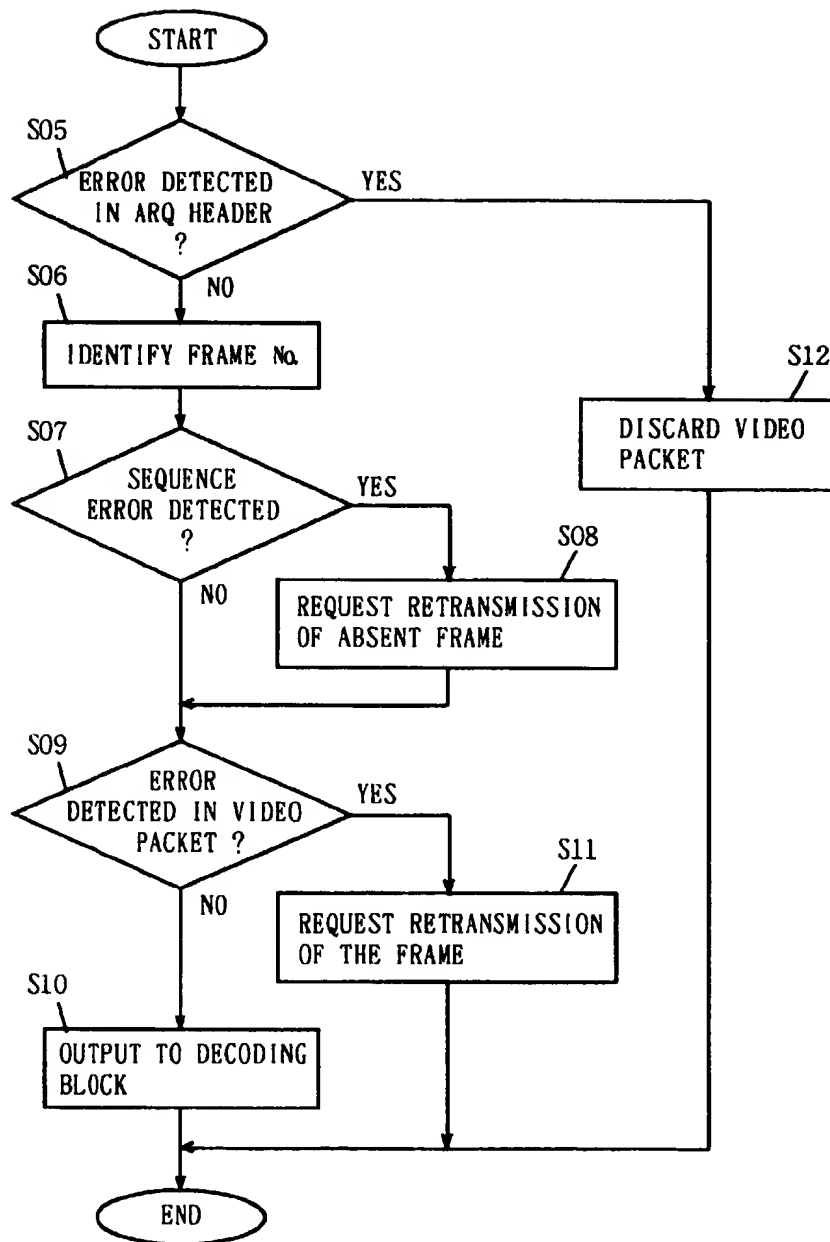 START
S05
ERROR DETECTED
IN ARQ HEADER
?
YES
NO
S06
IDENTIFY FRAME No.
S12
DISCARD VIDEO
PACKET
S07
SEQUENCE
ERROR DETECTED
?
YES
NO
S08
REQUEST RETRANSMISSION
OF ABSENT FRAME
S09
ERROR
DETECTED IN VIDEO
PACKET ?
YES
NO
S11
REQUEST RETRANSMISSION
OF THE FRAME
S10
OUTPUT TO DECODING
BLOCK
END